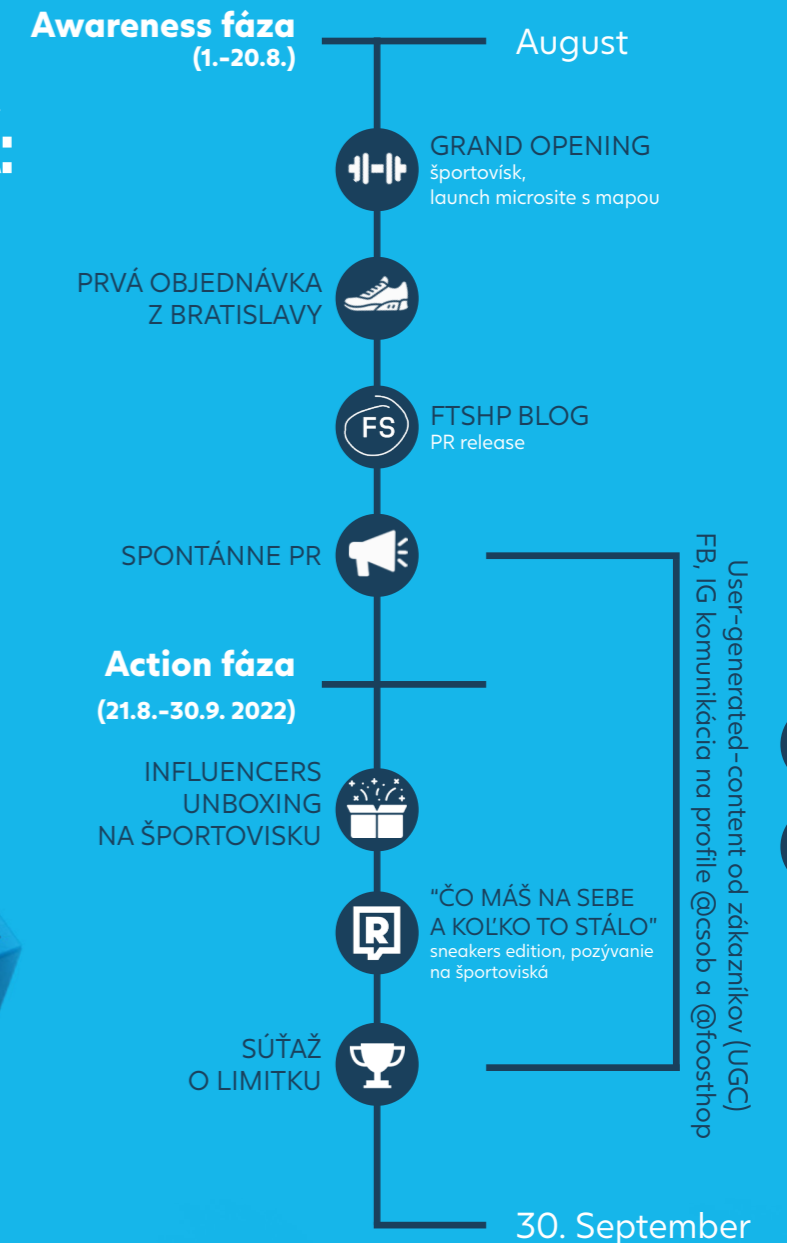 Awareness fáza
(1.-20.8.)
August
GRAND OPENING
športovísk,
launch microsite s mapou
PRVÁ OBJEDNÁVKA
Z BRATISLAVY
FS
FTSHP BLOG
PR release
SPONTÁNNE PR
User-generated-content od zákazníkov (UGC)
FB, IG komunikácia na profile @csob a @foosthop
Action fáza
(21.8.-30.9. 2022)
INFLUENCERS
UNBOXING
NA ŠPORTOVISKU
R
"ČO MÁŠ NA SEBE
A KOĽKO TO STÁLO"
sneakers edition, pozývanie
na športoviská
SÚŤAŽ
O LIMITKU
30. September